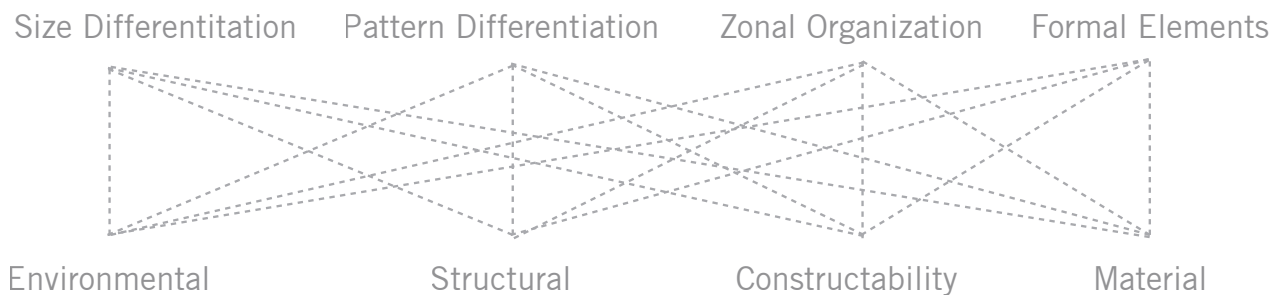 Size Differentitation Pattern Differentiation Zonal Organization Formal Elements
Environmental Structural Constructability Material